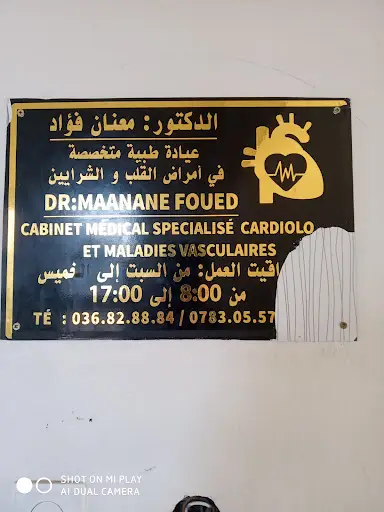 الدكتور: معنان فؤاد
عيادة طبية متخصصة
في أمراض القلب و الشرايين
DR:MAANANE FOUED
CABINET MÉDICAL SPECIALISÉ CARDIOLO
ET MALADIES VASCULAIRES
اقيت العمل: من السبت إلى الخميس
من 8:00 إلى 17:00
TÉ : 036.82.88.84 / 0783.05.57
SHOT ON MI PLAY
AI DUAL CAMERA